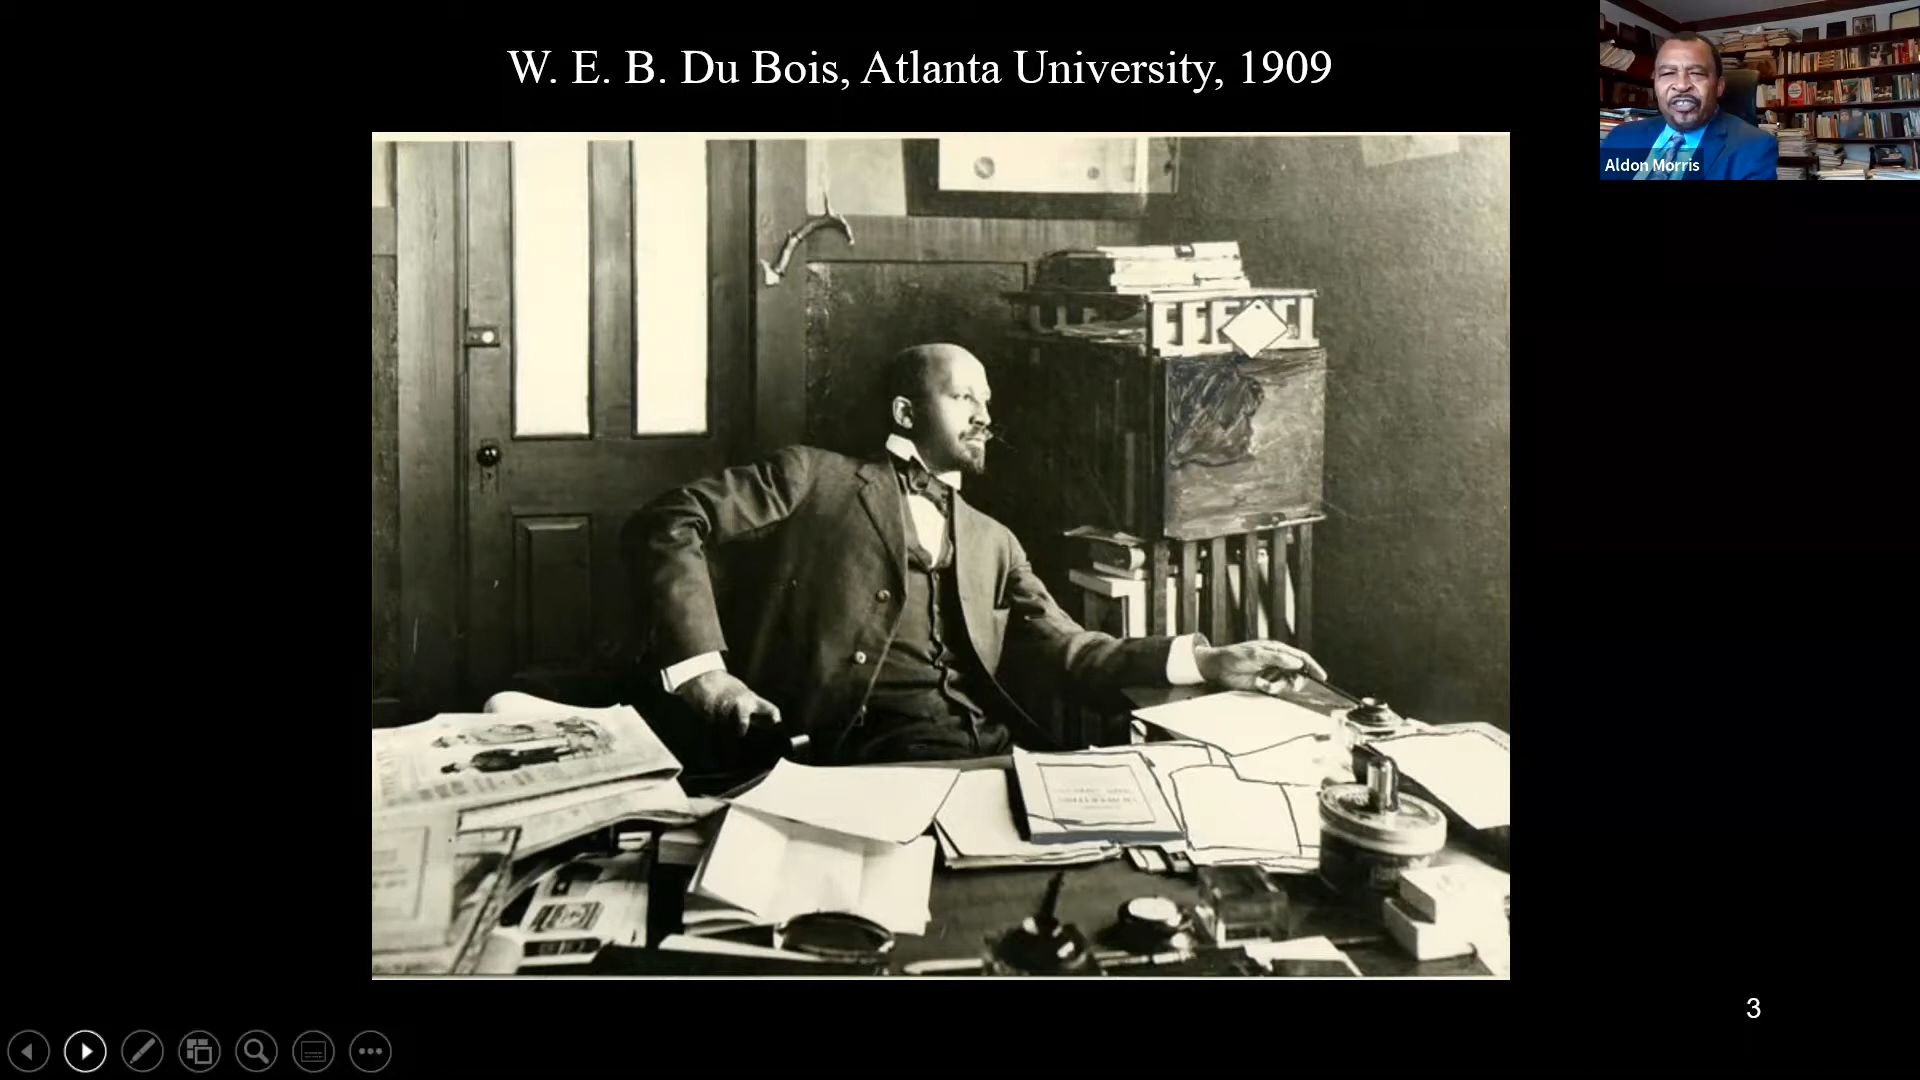 W. E. B. Du Bois, Atlanta University, 1909
Aldon Morris
3